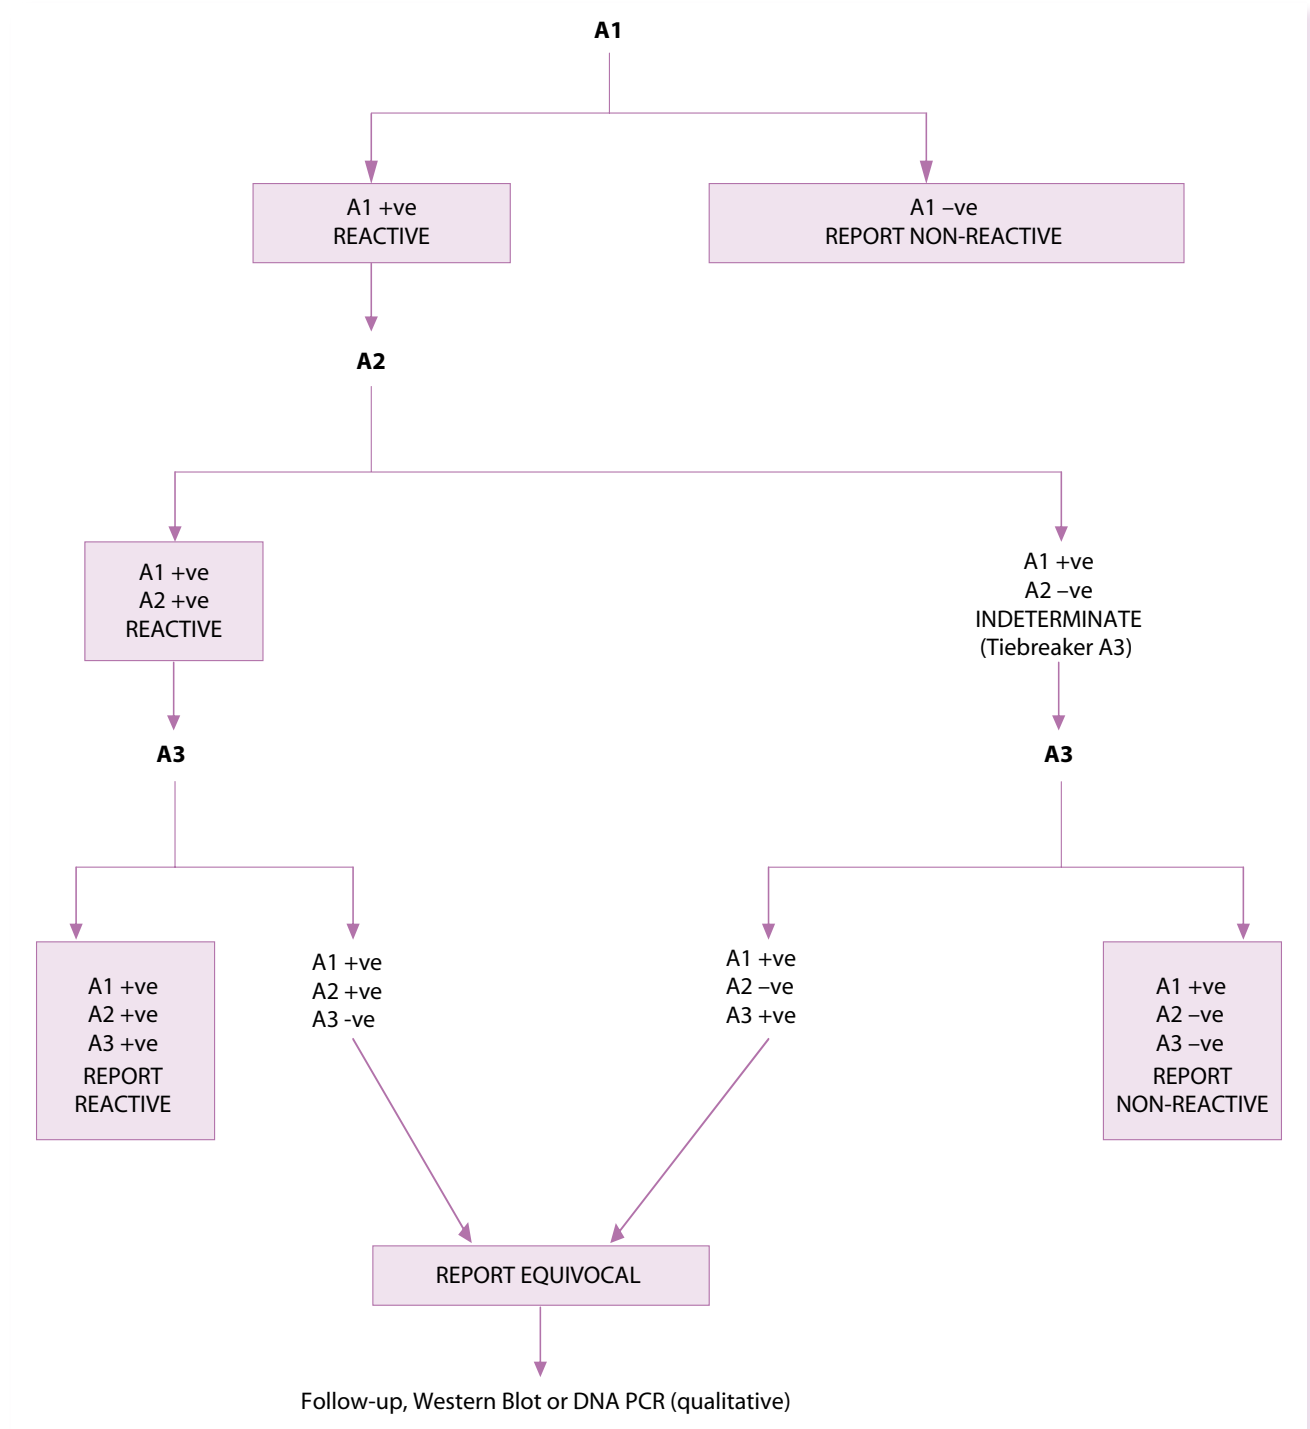 A1
A1 +ve
REACTIVE
A1 –ve
REPORT NON-REACTIVE
A2
A1 +ve
A2 +ve
REACTIVE
A1 +ve
A2 –ve
INDETERMINATE
(Tiebreaker A3)
A3
A3
A1 +ve
A2 +ve
A3 +ve
REPORT
REACTIVE
A1 +ve
A2 +ve
A3 -ve
A1 +ve
A2 –ve
A3 +ve
A1 +ve
A2 –ve
A3 –ve
REPORT
NON-REACTIVE
REPORT EQUIVOCAL
Follow-up, Western Blot or DNA PCR (qualitative)